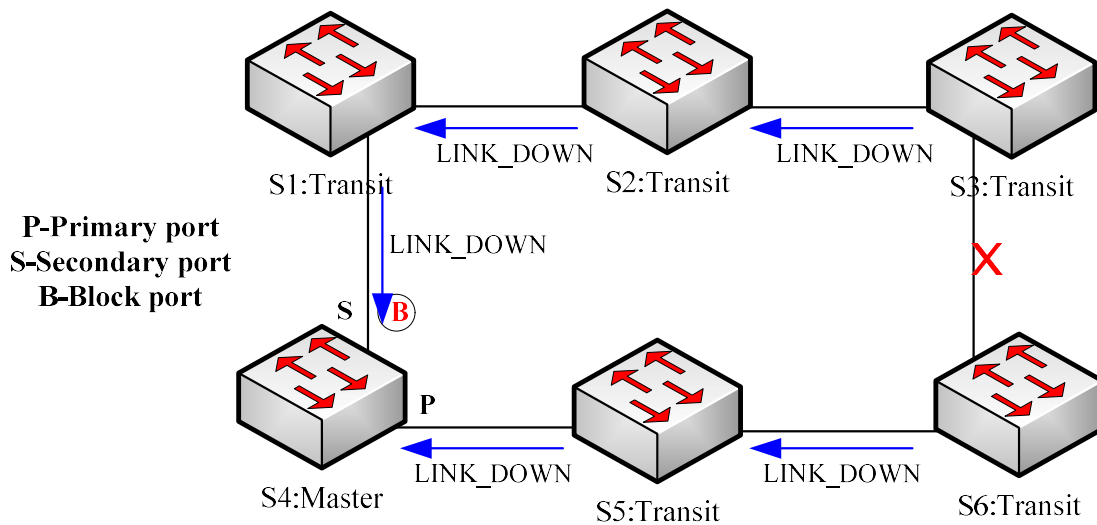 LINK_DOWN
LINK_DOWN
S1:Transit
S2:Transit
S3:Transit
P-Primary port
S-Secondary port
B-Block port
LINK_DOWN
X
S
B
P
LINK_DOWN
LINK_DOWN
S4:Master
S5:Transit
S6:Transit